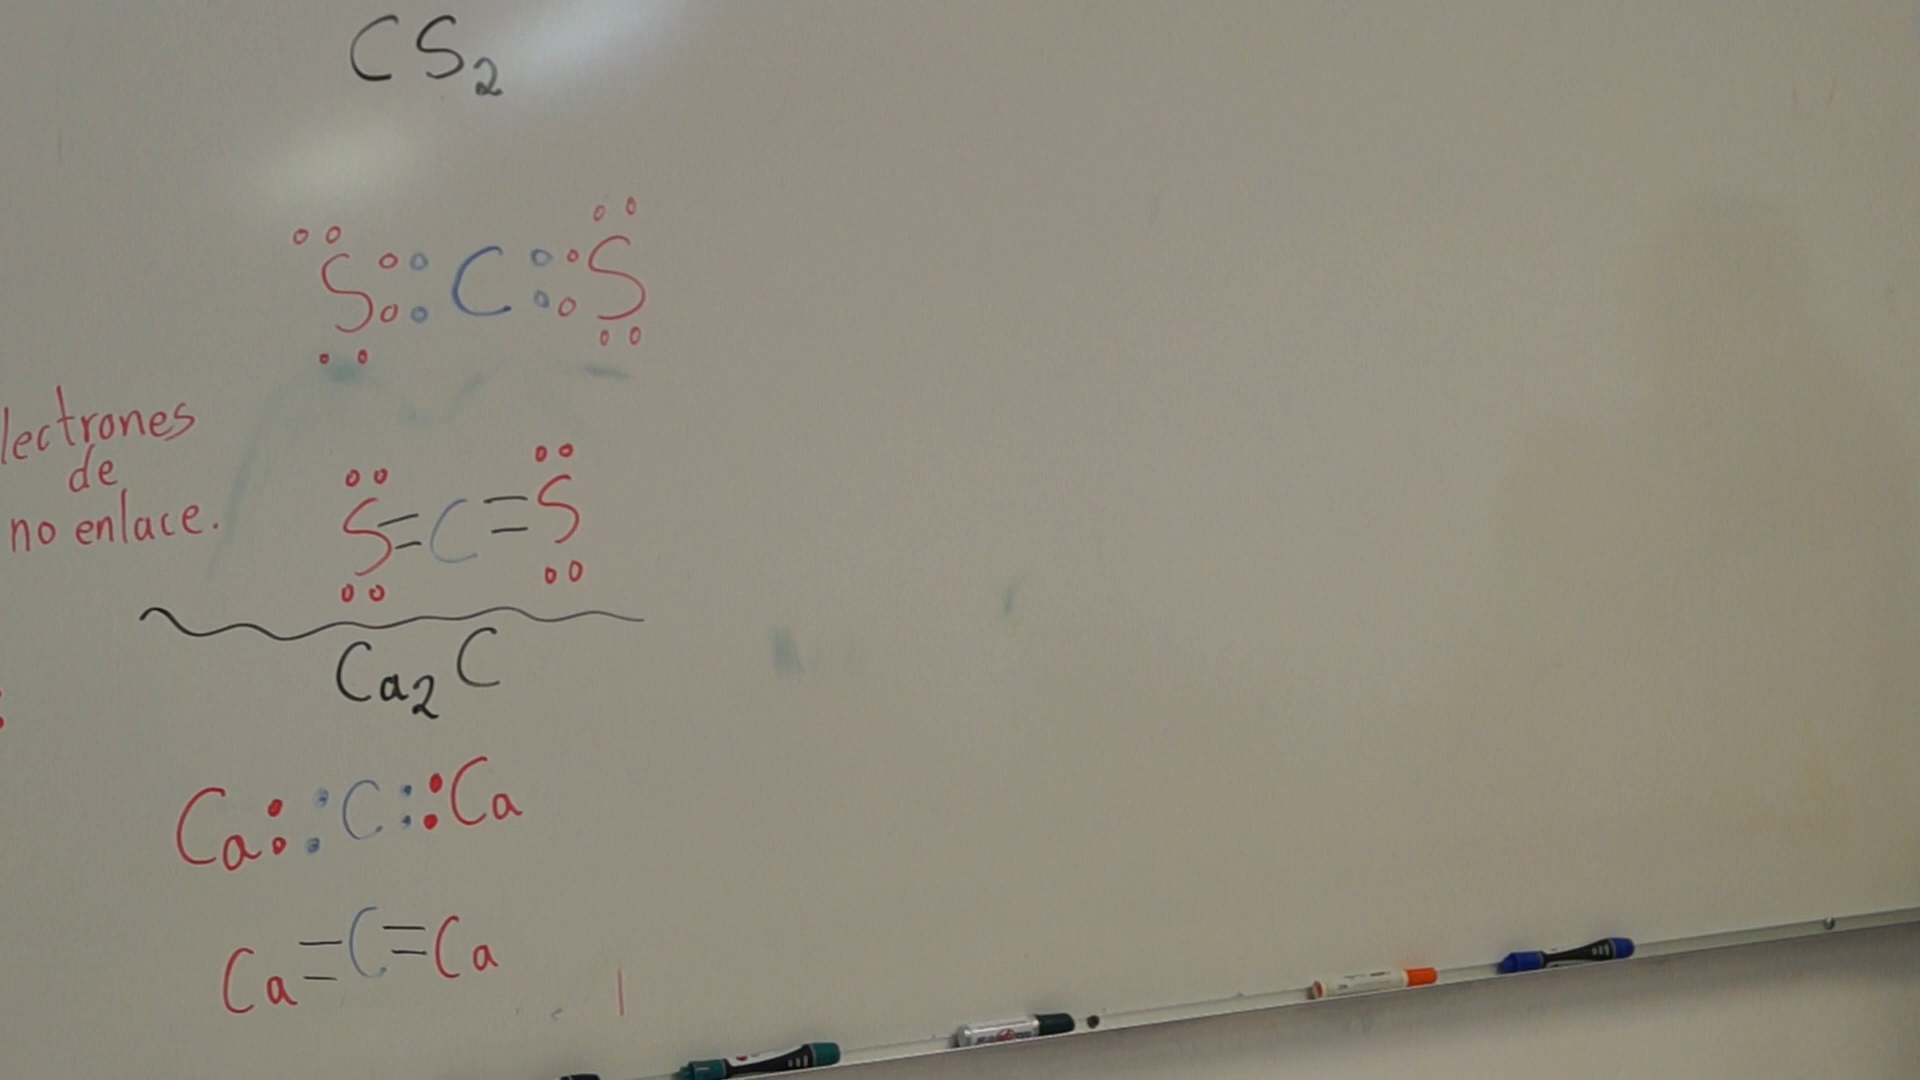 CS₂
S::C::S
lectrones
de
no enlace.
S=C=S
Ca₂C
Ca: :C: :Ca
Ca=C=Ca